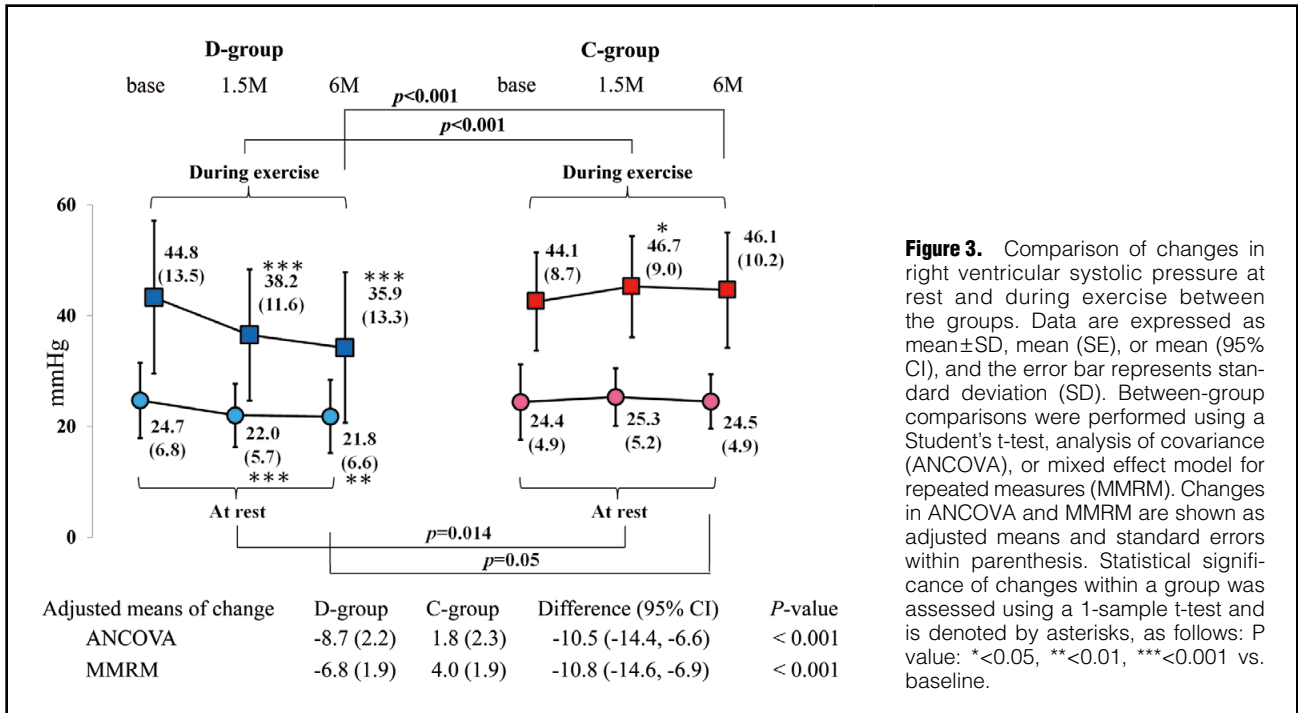 D-group C-group
base 1.5M 6M base 1.5M 6M
p<0.001
p<0.001
During exercise During exercise
60
40
20
0
mmHg
44.8
(13.5)
***
38.2
(11.6)
***
35.9
(13.3)
44.1
(8.7)
*
46.7
(9.0)
46.1
(10.2)
24.7
(6.8)
22.0
(5.7)
***
21.8
(6.6)
**
24.4
(4.9)
25.3
(5.2)
24.5
(4.9)
At rest At rest
p=0.014
p=0.05
Adjusted means of change D-group C-group Difference (95% CI) P-value
ANCOVA -8.7 (2.2) 1.8 (2.3) -10.5 (-14.4, -6.6) < 0.001
MMRM -6.8 (1.9) 4.0 (1.9) -10.8 (-14.6, -6.9) < 0.001
Figure 3. Comparison of changes in
right ventricular systolic pressure at
rest and during exercise between
the groups. Data are expressed as
mean±SD, mean (SE), or mean (95%
CI), and the error bar represents stan-
dard deviation (SD). Between-group
comparisons were performed using a
Student's t-test, analysis of covariance
(ANCOVA), or mixed effect model for
repeated measures (MMRM). Changes
in ANCOVA and MMRM are shown as
adjusted means and standard errors
within parenthesis. Statistical signifi-
cance of changes within a group was
assessed using a 1-sample t-test and
is denoted by asterisks, as follows: P
value: *<0.05, **<0.01, ***<0.001 vs.
baseline.